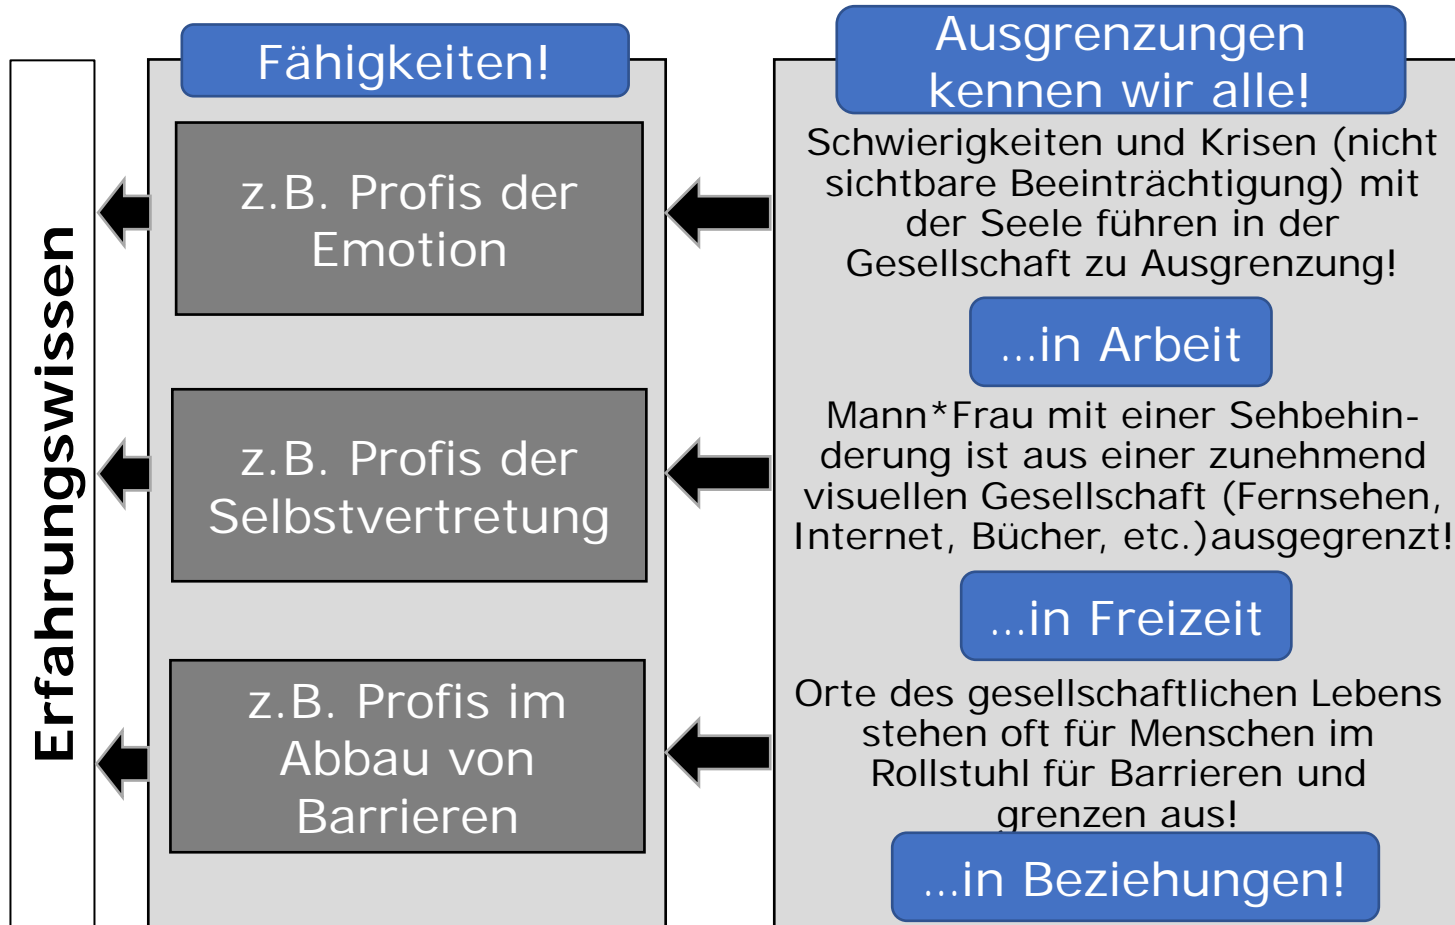 Erfahrungswissen
Fähigkeiten!
z.B. Profis der
Emotion
z.B. Profis der
Selbstvertretung
z.B. Profis im
Abbau von
Barrieren
Ausgrenzungen
kennen wir alle!
Schwierigkeiten und Krisen (nicht
sichtbare Beeinträchtigung) mit
der Seele führen in der
Gesellschaft zu Ausgrenzung!
...in Arbeit
Mann*Frau mit einer Sehbehin-
derung ist aus einer zunehmend
visuellen Gesellschaft (Fernsehen,
Internet, Bücher, etc.)ausgegrenzt!
...in Freizeit
Orte des gesellschaftlichen Lebens
stehen oft für Menschen im
Rollstuhl für Barrieren und
grenzen aus!
...in Beziehungen!